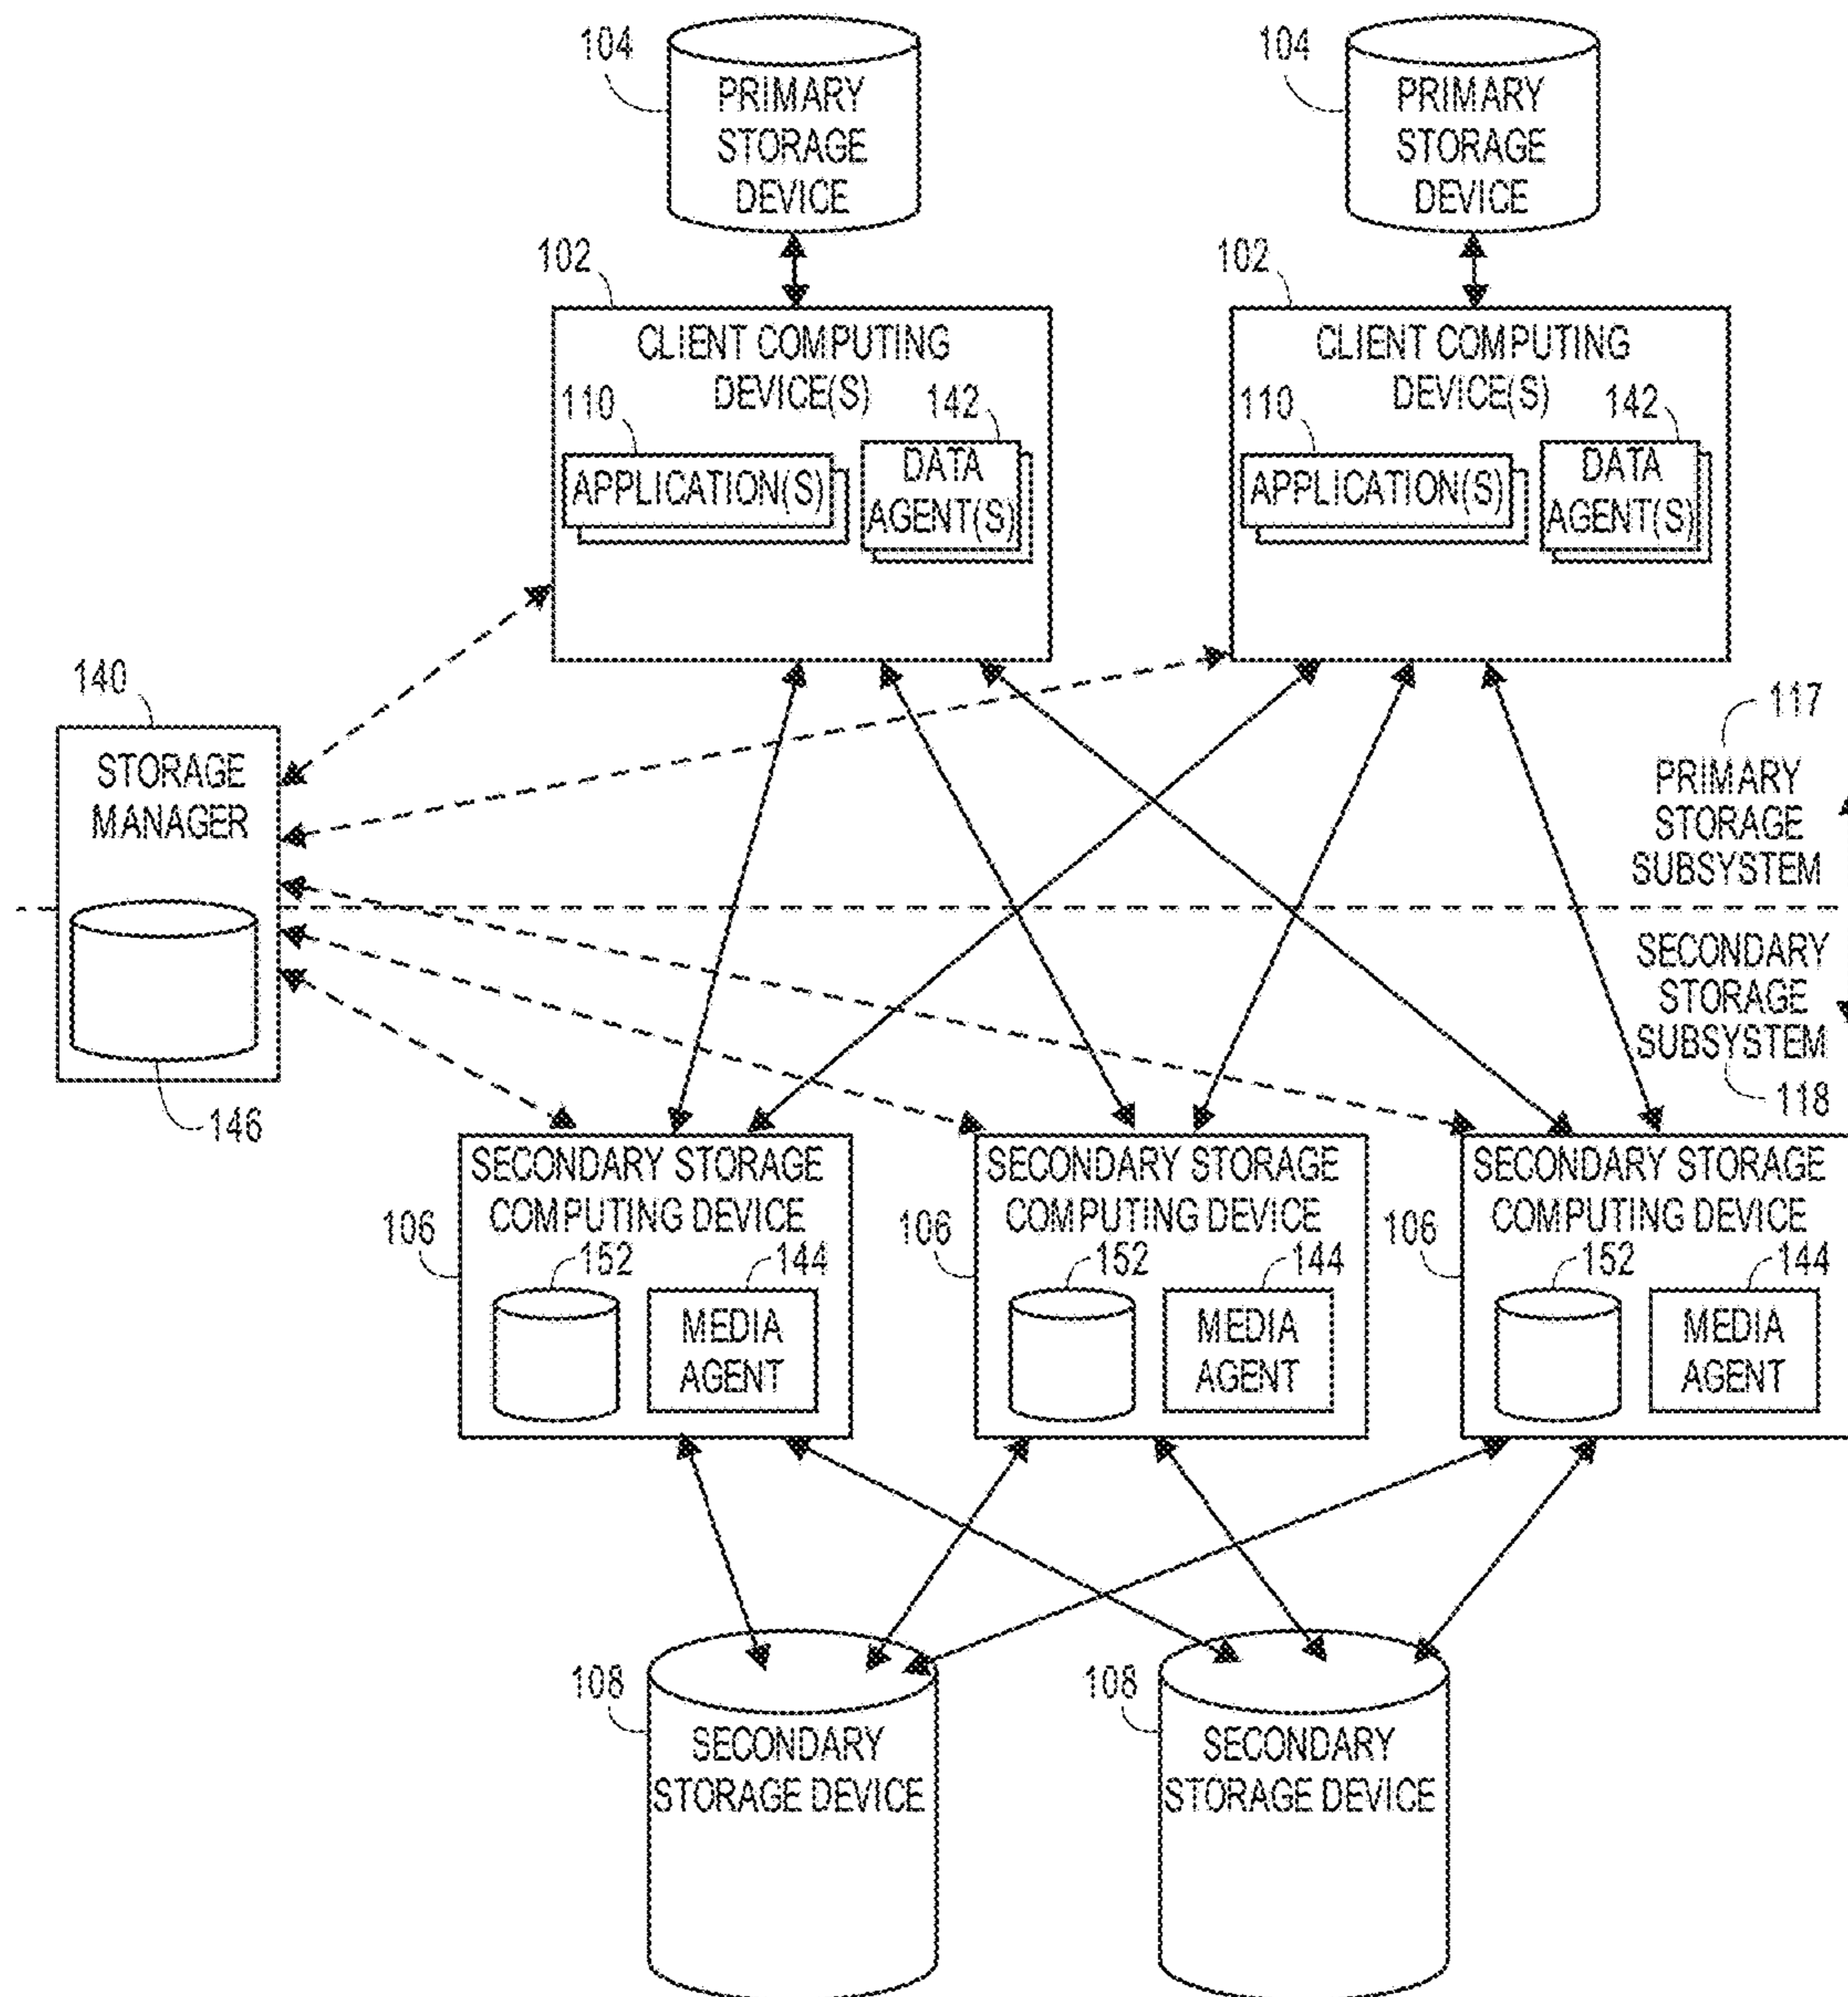 104
PRIMARY
STORAGE
DEVICE
104
PRIMARY
STORAGE
DEVICE
102
CLIENT COMPUTING
DEVICE(S)
110
142
APPLICATION(S)
DATA
AGENT(S)
102
CLIENT COMPUTING
DEVICE(S)
110
142
APPLICATION(S)
DATA
AGENT(S)
140
STORAGE
MANAGER
146
117
PRIMARY
STORAGE
SUBSYSTEM
SECONDARY
STORAGE
SUBSYSTEM
118
SECONDARY STORAGE
COMPUTING DEVICE
106
152
144
MEDIA
AGENT
SECONDARY STORAGE
COMPUTING DEVICE
106
152
144
MEDIA
AGENT
SECONDARY STORAGE
COMPUTING DEVICE
106
152
144
MEDIA
AGENT
108
SECONDARY
STORAGE DEVICE
108
SECONDARY
STORAGE DEVICE